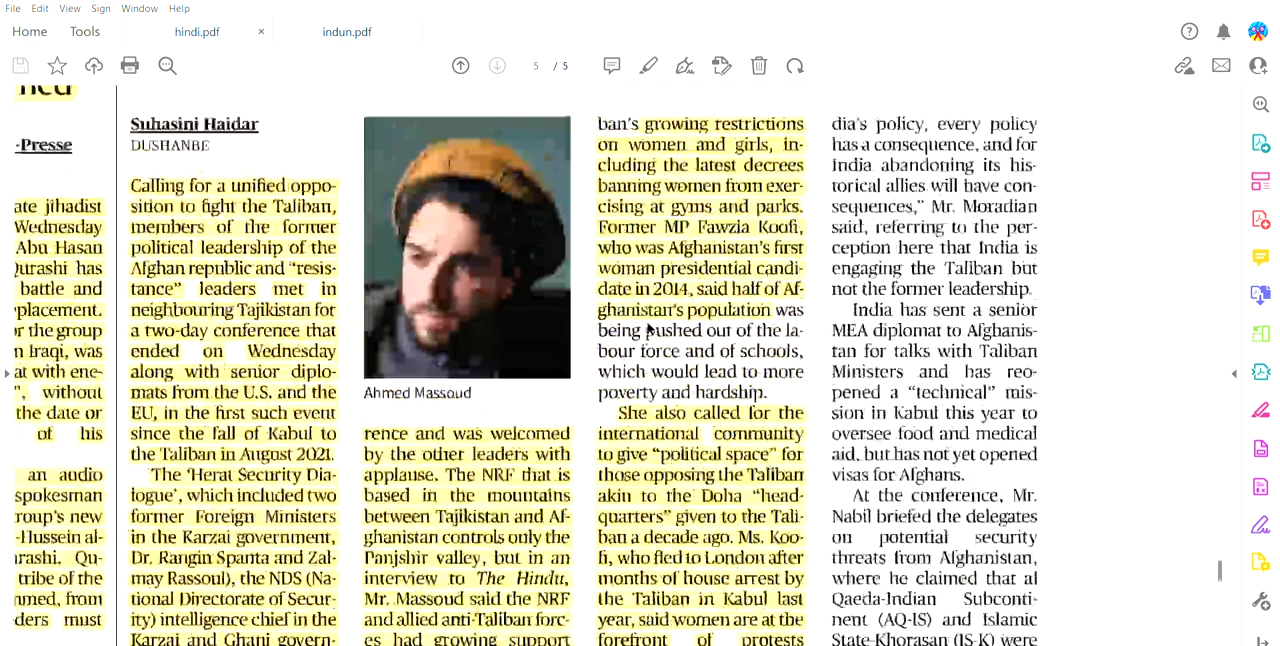 File Edit View Sign Window Help
Home Tools hindi.pdf × indun.pdf
5 / 5
-Presse
ate jihadist
Wednesday
Abu Hasan
Qurashi has
battle and
placement.
or the group
n Iraqi, was
at with ene-
", without
the date or
of his
an audio
spokesman
roup's new
-Hussein al-
ırashi. Qu-
tribe of the
nmed, from
ders must
Suhasini Haidar
DUSHANBE
Calling for a unified oppo-
sition to fight the Taliban,
members of the former
political leadership of the
Afghan republic and “resis-
tance” leaders met in
neighbouring Tajikistan for
a two-day conference that
ended on Wednesday
along with senior diplo-
mats from the U.S. and the
EU, in the first such event
since the fall of Kabul to
the Taliban in August 2021.
The ‘Herat Security Dia-
logue’, which included two
former Foreign Ministers
in the Karzai government,
Dr. Rangin Spanta and Zal-
may Rassoul), the NDS (Na-
tional Directorate of Secur-
ity) intelligence chief in the
Karzai and Ghani govern-
Ahmed Massoud
rence and was welcomed
by the other leaders with
applause. The NRF that is
based in the mountains
between Tajikistan and Af-
ghanistan controls only the
Panjshir valley, but in an
interview to The Hindu,
Mr. Massoud said the NRF
and allied anti-Taliban forc-
es had growing support
ban’s growing restrictions
on women and girls, in-
cluding the latest decrees
banning women from exer-
cising at gyms and parks.
Former MP Fawzia Koofi,
who was Afghanistan’s first
woman presidential candi-
date in 2014, said half of Af-
ghanistan’s population was
being pushed out of the la-
bour force and of schools,
which would lead to more
poverty and hardship.
She also called for the
international community
to give “political space” for
those opposing the Taliban
akin to the Doha “head-
quarters” given to the Tali-
ban a decade ago. Ms. Koo-
fi, who fled to London after
months of house arrest by
the Taliban in Kabul last
year, said women are at the
forefront of protests
dia’s policy, every policy
has a consequence, and for
India abandoning its his-
torical allies will have con-
sequences,” Mr. Moradian
said, referring to the per-
ception here that India is
engaging the Taliban but
not the former leadership.
India has sent a senior
MEA diplomat to Afghanis-
tan for talks with Taliban
Ministers and has reo-
pened a “technical” mis-
sion in Kabul this year to
oversee food and medical
aid, but has not yet opened
visas for Afghans.
At the conference, Mr.
Nabil briefed the delegates
on potential security
threats from Afghanistan,
where he claimed that al
Qaeda-Indian Subconti-
nent (AQ-IS) and Islamic
State-Khorasan (IS-K) were